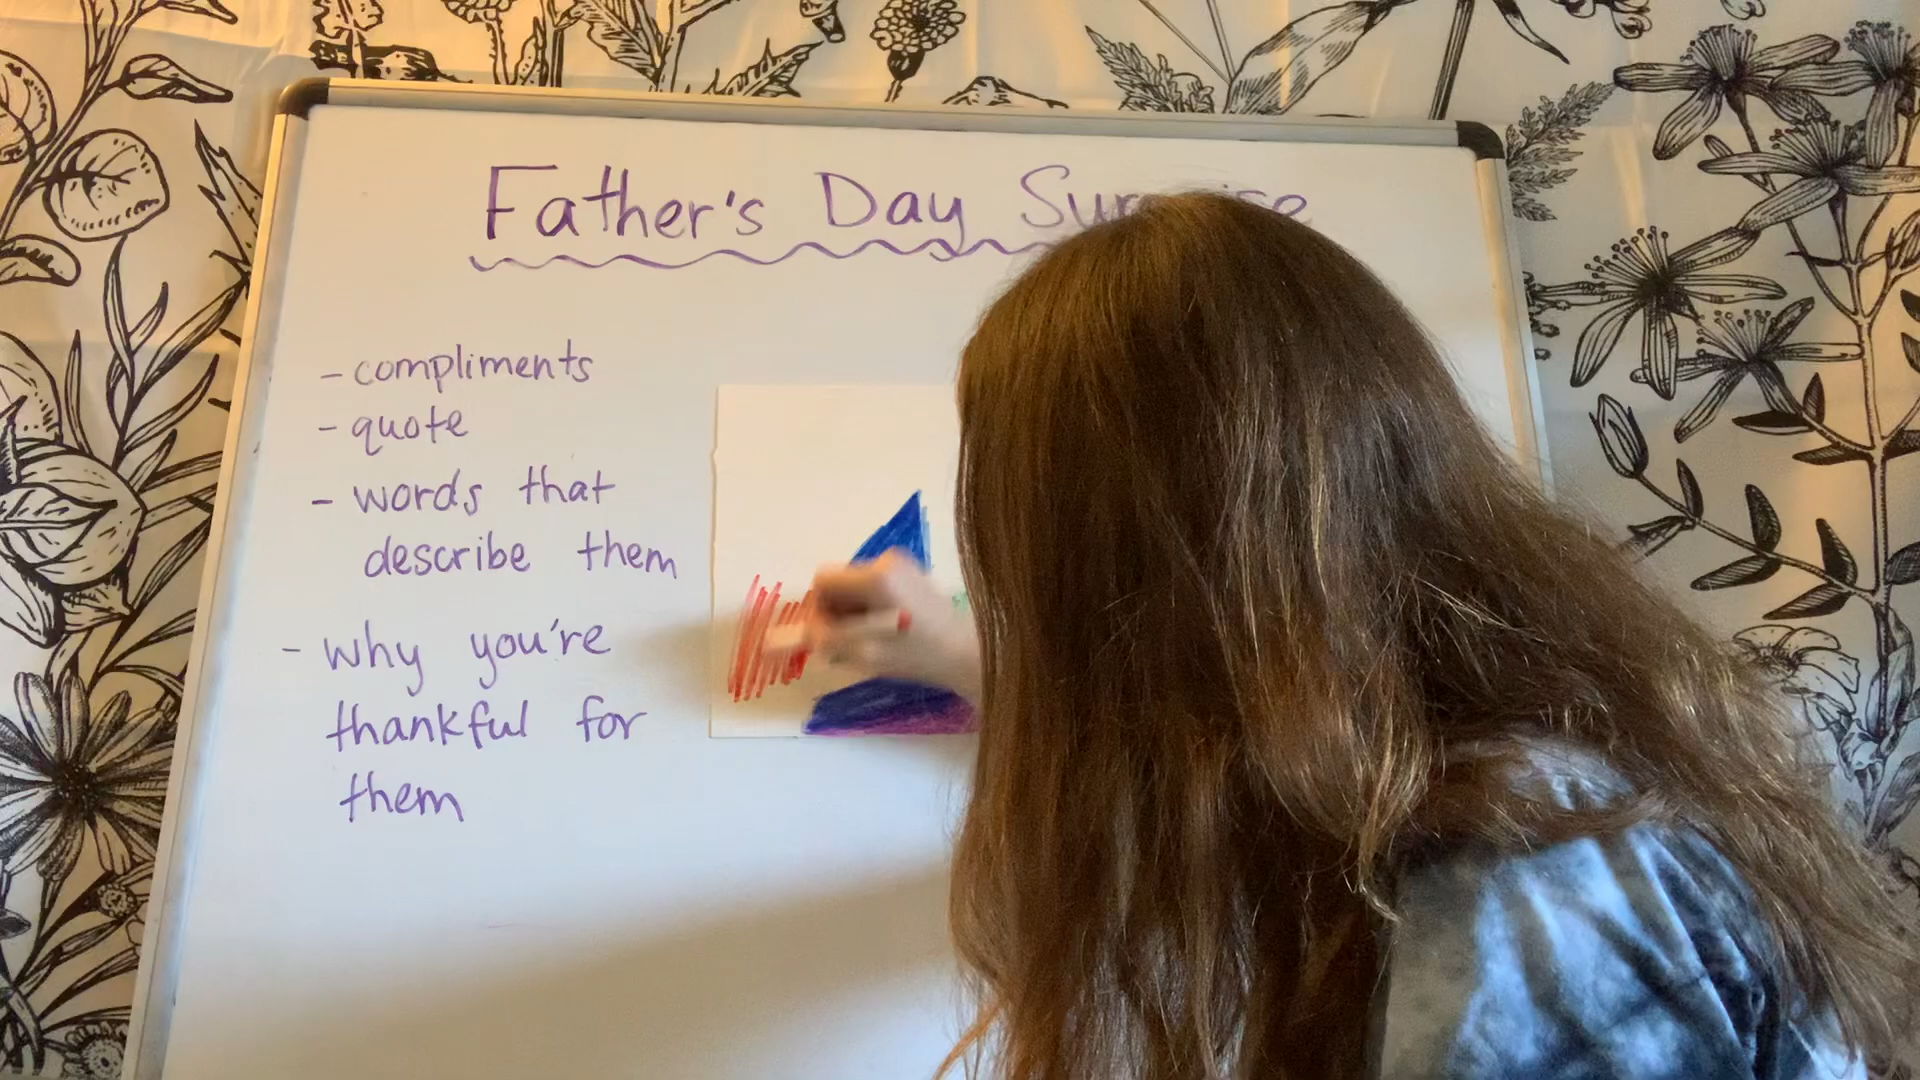 Father's Day
- compliments
- quote
- words that
describe them
- why you're
thankful for
them